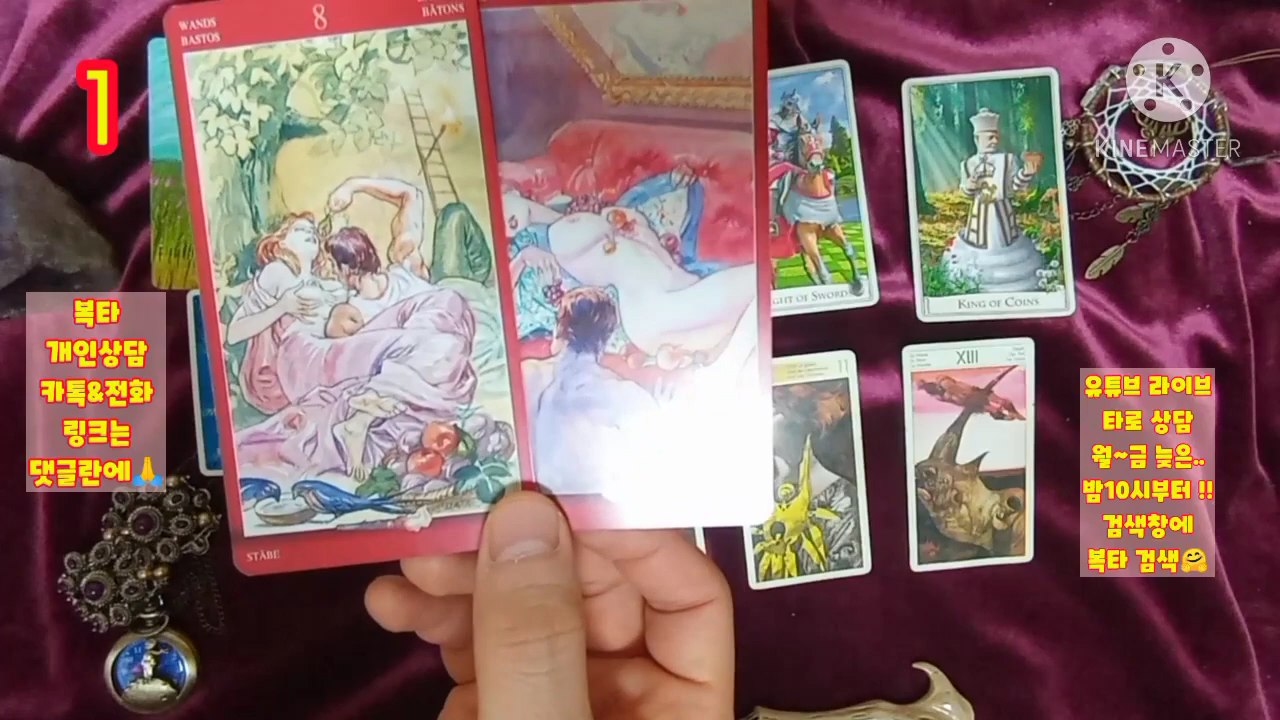 WANDS
BASTOS
8
BÂTONS
STÄBE
1
KINEMASTER
GHT OF SWORD
KING OF COINS
11
XIII
복타
개인상담
카톡&전화
링크는
댓글란에🙏
유튜브 라이브
타로 상담
월~금 늦은..
밤10시부터 !!
검색창에
복타 검색🤗